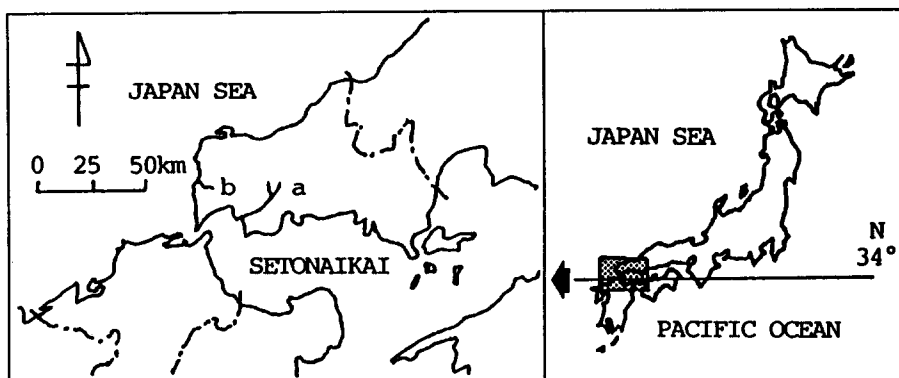 JAPAN SEA
0 25 50km
b
a
SETONAIKAI
JAPAN SEA
N
34°
PACIFIC OCEAN